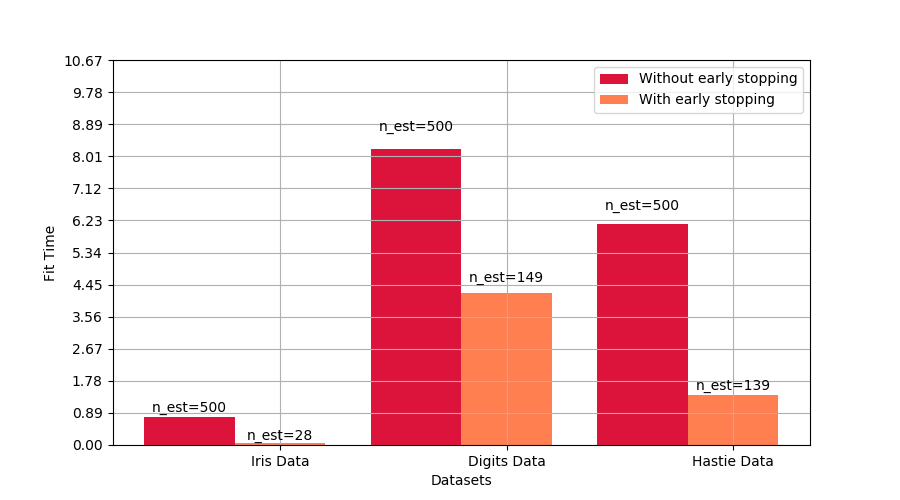 10.67
9.78
8.89
8.01
7.12
6.23
5.34
4.45
3.56
2.67
1.78
0.89
0.00
Fit Time
Without early stopping
With early stopping
n_est=500
n_est=28
n_est=500
n_est=149
n_est=500
n_est=139
Iris Data
Digits Data
Hastie Data
Datasets